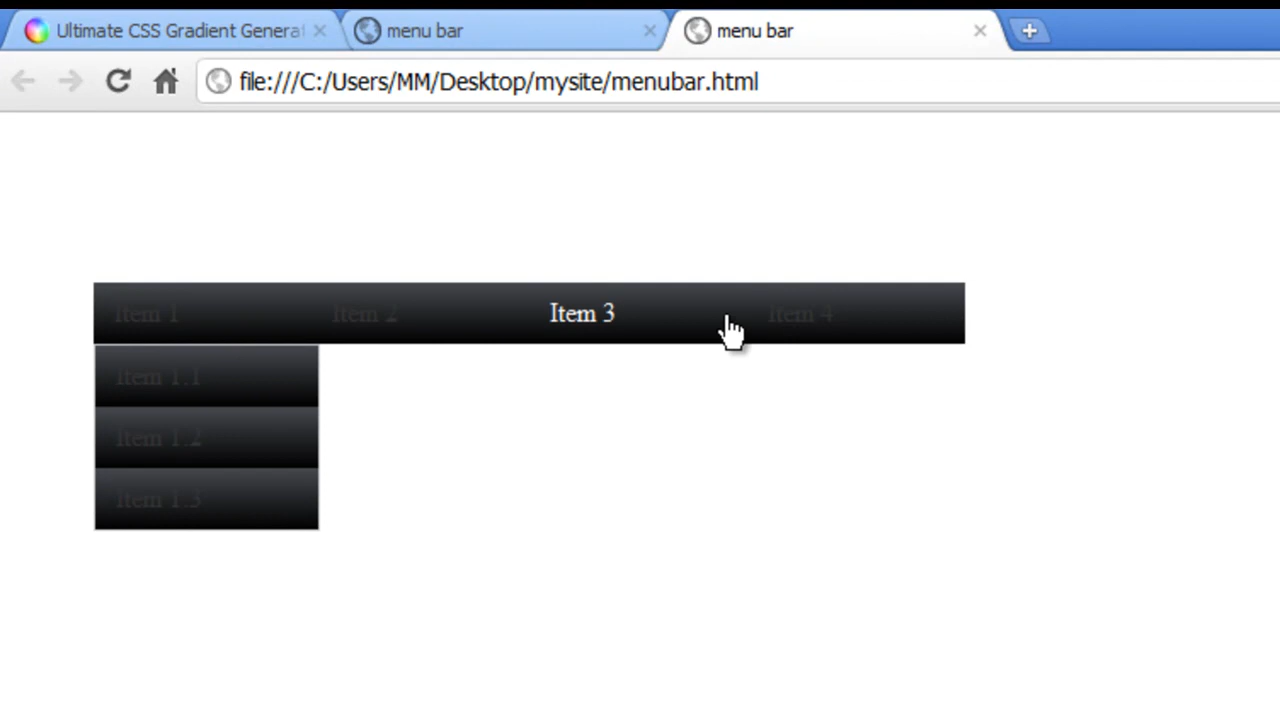 Ultimate CSS Gradient Genera
menu bar
menu bar
file:///C:/Users/MM/Desktop/mysite/menubar.html
Item 1 Item 2 Item 3 Item 4
Item 1.1
Item 1.2
Item 1.3